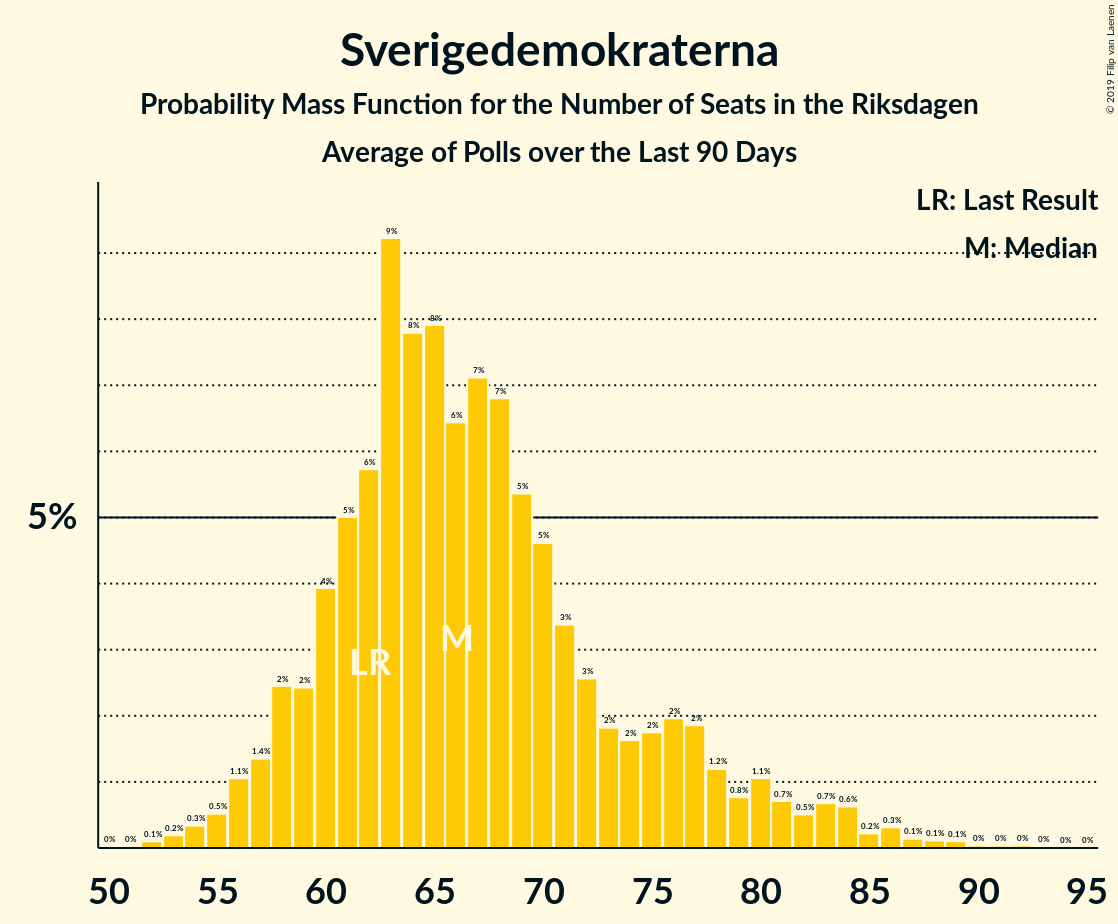 Sverigedemokraterna
Probability Mass Function for the Number of Seats in the Riksdagen
Average of Polls over the Last 90 Days
© 2019 Filip van Laenen
LR: Last Result
M: Median
5%
0% 0% 0.1% 0.2% 0.3% 0.5% 1.1% 1.4% 2% 2% 4% 5% 6% 9% 8% 8% 6% 7% 7% 5% 5% 3% 3% 2% 2% 2% 2% 2% 1.2% 0.8% 1.1% 0.7% 0.5% 0.7% 0.6% 0.2% 0.3% 0.1% 0.1% 0.1% 0% 0% 0% 0% 0% 0%
LR M
50 55 60 65 70 75 80 85 90 95